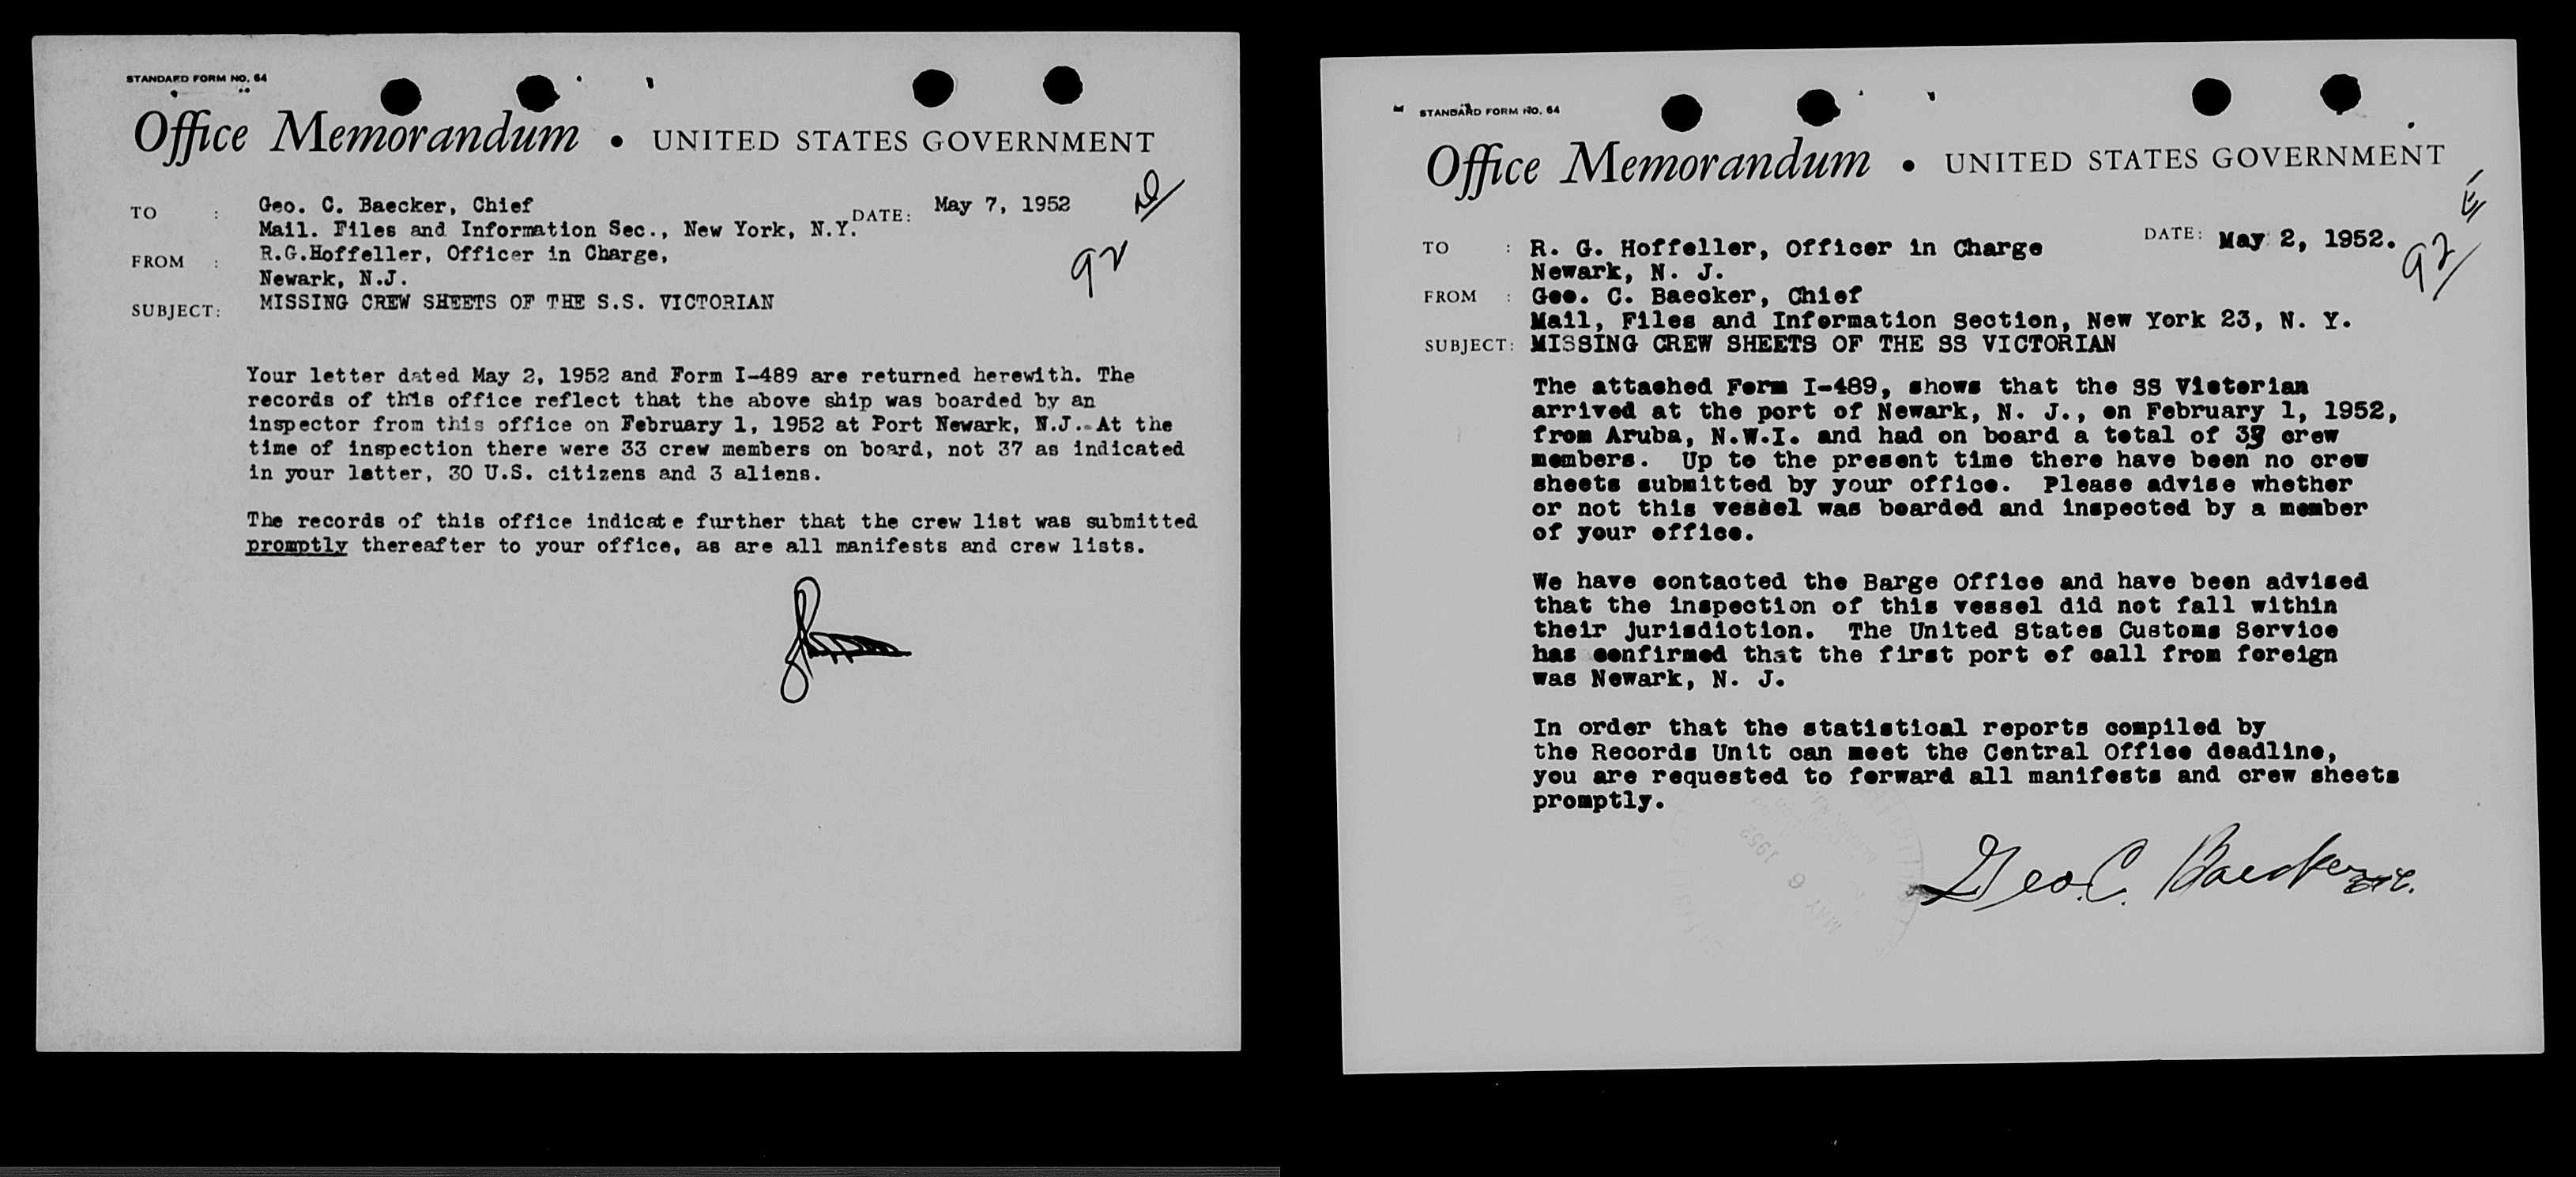 STANDARD FORM NO. 64
Office Memorandum • UNITED STATES GOVERNMENT
TO : Geo. C. Baecker, Chief DATE: May 7, 1952
Mail. Files and Information Sec., New York, N.Y.
FROM : R.G.Hoffeller, Officer in Charge,
Newark, N.J.
SUBJECT: MISSING CREW SHEETS OF THE S.S. VICTORIAN
92
Your letter dated May 2, 1952 and Form I-489 are returned herewith. The
records of this office reflect that the above ship was boarded by an
inspector from this office on February 1, 1952 at Port Newark, N.J. At the
time of inspection there were 33 crew members on board, not 37 as indicated
in your latter, 30 U.S. citizens and 3 aliens.
The records of this office indicate further that the crew list was submitted
promptly thereafter to your office, as are all manifests and crew lists.
STANDARD FORM NO. 64
Office Memorandum • UNITED STATES GOVERNMENT
TO : R. G. Hoffeller, Officer in Charge DATE: May 2, 1952.
Newark, N. J.
92
FROM : Geo. C. Baecker, Chief
Mail, Files and Information Section, New York 23, N. Y.
SUBJECT: MISSING CREW SHEETS OF THE SS VICTORIAN
The attached Form I-489, shows that the SS Victorian
arrived at the port of Newark, N. J., on February 1, 1952,
from Aruba, N.W.I. and had on board a total of crew
members. Up to the present time there have been no crew
sheets submitted by your office. Please advise whether
or not this vessel was boarded and inspected by a member
of your office.
We have contacted the Barge Office and have been advised
that the inspection of this vessel did not fall within
their jurisdiction. The United States Customs Service
has confirmed that the first port of call from foreign
was Newark, N. J.
In order that the statistical reports compiled by
the Records Unit can meet the Central Office deadline,
you are requested to forward all manifests and crew sheets
promptly.
Geo. C. Baecker
MAY 6 1952